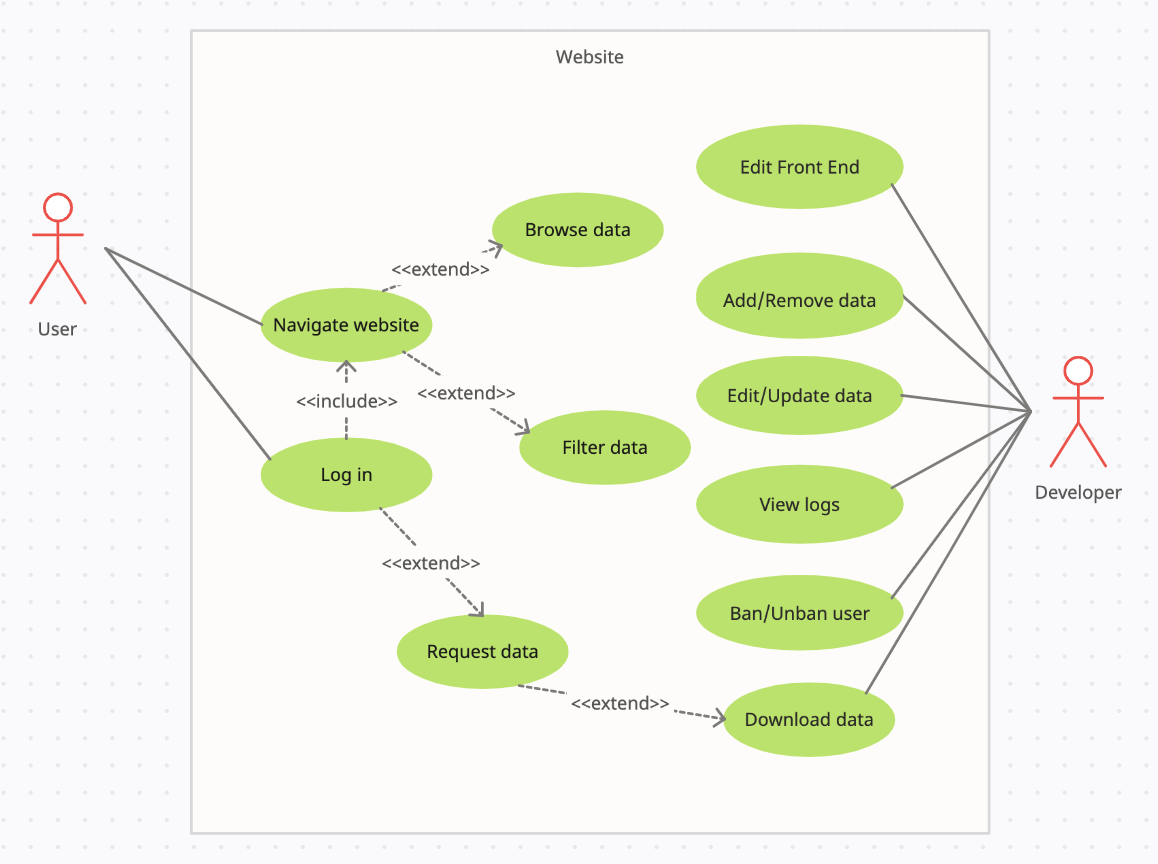 Website
Edit Front End
Browse data
<<extend>>
Add/Remove data
User
Navigate website
<<include>>
<<extend>>
Edit/Update data
Filter data
Log in
View logs
Developer
<<extend>>
Ban/Unban user
Request data
<<extend>>
Download data